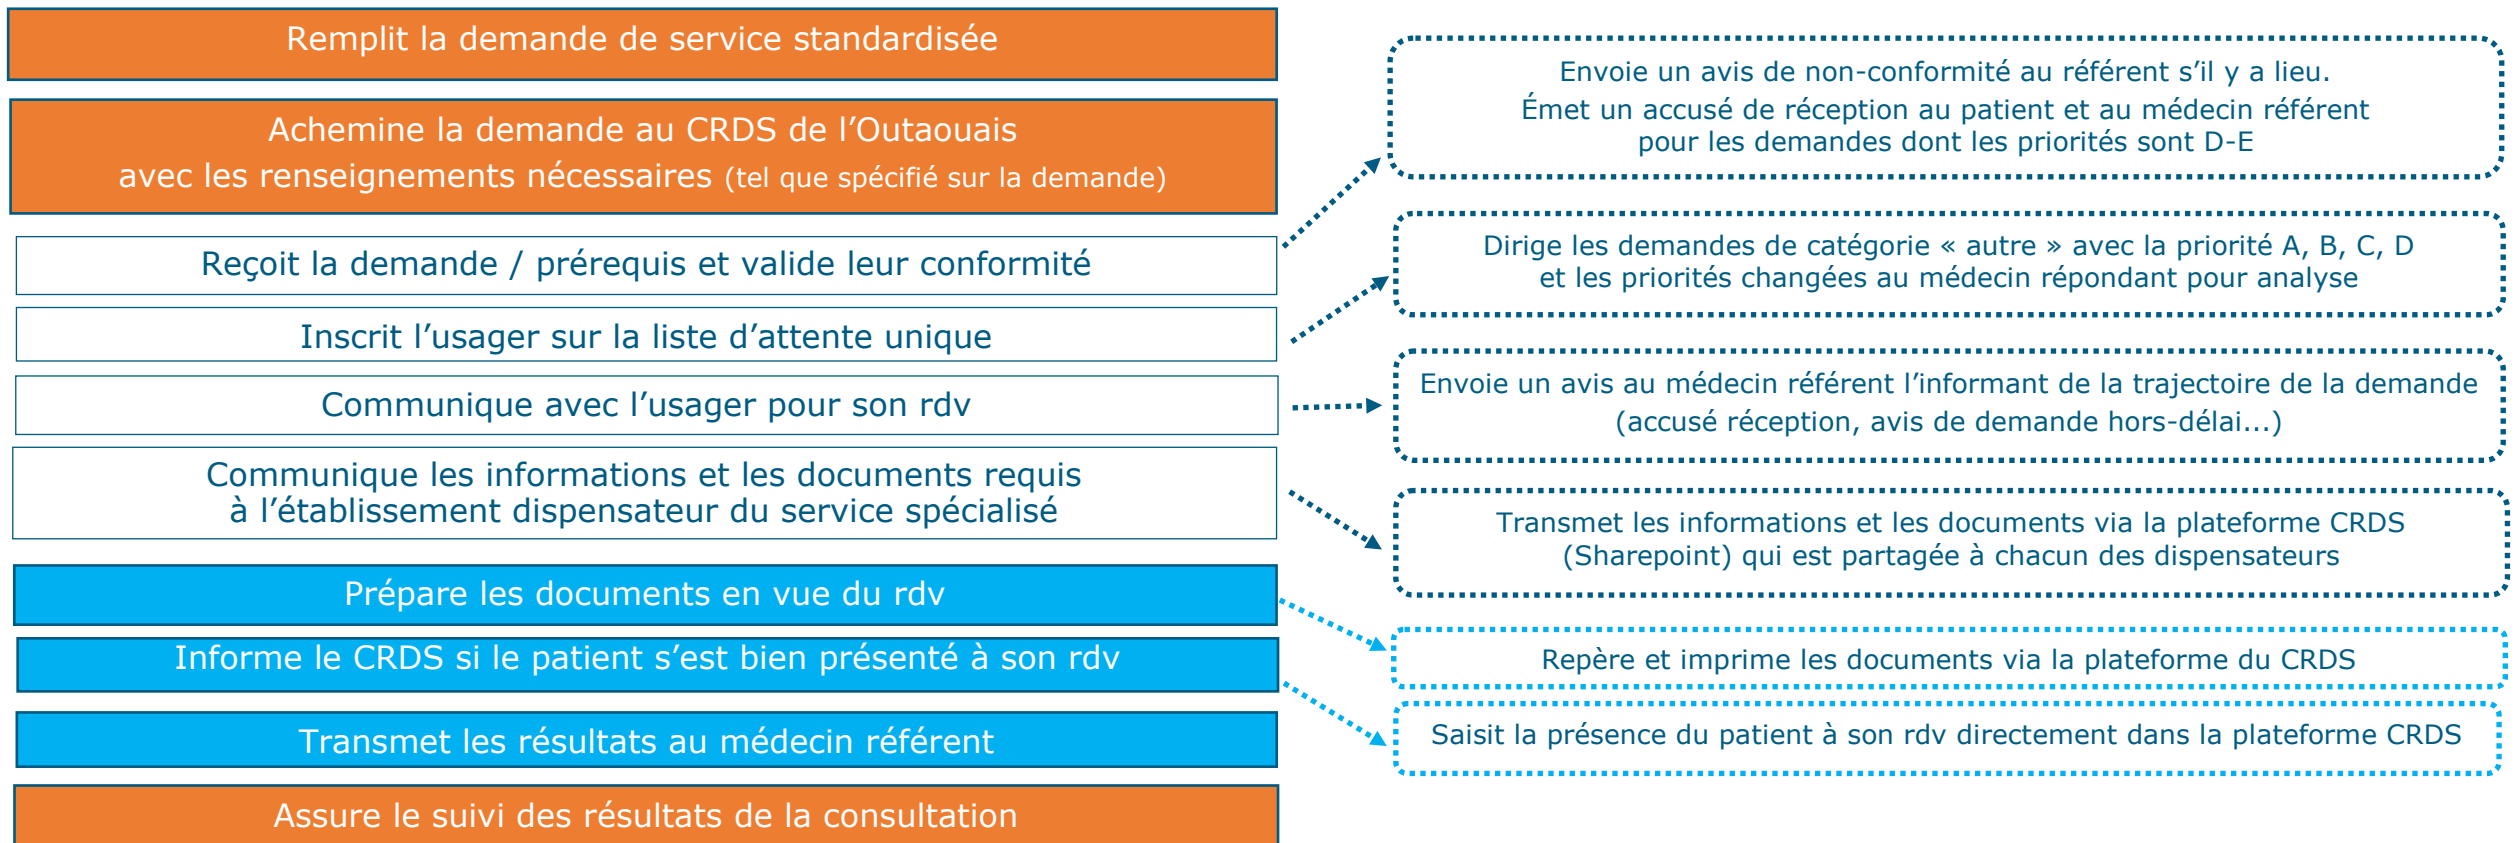 Remplit la demande de service standardisée
Achemine la demande au CRDS de l’Outaouais
avec les renseignements nécessaires (tel que spécifié sur la demande)
Reçoit la demande / prérequis et valide leur conformité
Inscrit l’usager sur la liste d’attente unique
Communique avec l’usager pour son rdv
Communique les informations et les documents requis
à l’établissement dispensateur du service spécialisé
Prépare les documents en vue du rdv
Informe le CRDS si le patient s’est bien présenté à son rdv
Transmet les résultats au médecin référent
Assure le suivi des résultats de la consultation
Envoie un avis de non-conformité au référent s’il y a lieu.
Émet un accusé de réception au patient et au médecin référent
pour les demandes dont les priorités sont D-E
Dirige les demandes de catégorie « autre » avec la priorité A, B, C, D
et les priorités changées au médecin répondant pour analyse
Envoie un avis au médecin référent l’informant de la trajectoire de la demande
(accusé réception, avis de demande hors-délai...)
Transmet les informations et les documents via la plateforme CRDS
(Sharepoint) qui est partagée à chacun des dispensateurs
Repère et imprime les documents via la plateforme du CRDS
Saisit la présence du patient à son rdv directement dans la plateforme CRDS